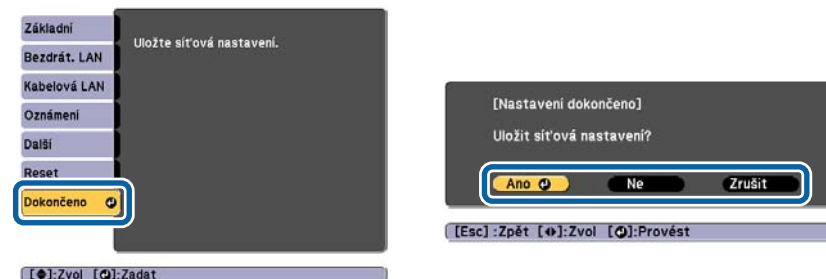 Základní
Bezdrát. LAN
Kabelová LAN
Oznámení
Další
Reset
Dokončeno
Uložte síťová nastavení.
[◆]:Zvol [↵]:Zadat
[Nastavení dokončeno]
Uložit síťová nastavení?
Ano Ne Zrušit
[Esc] :Zpět [◆]:Zvol [↵]:Provést